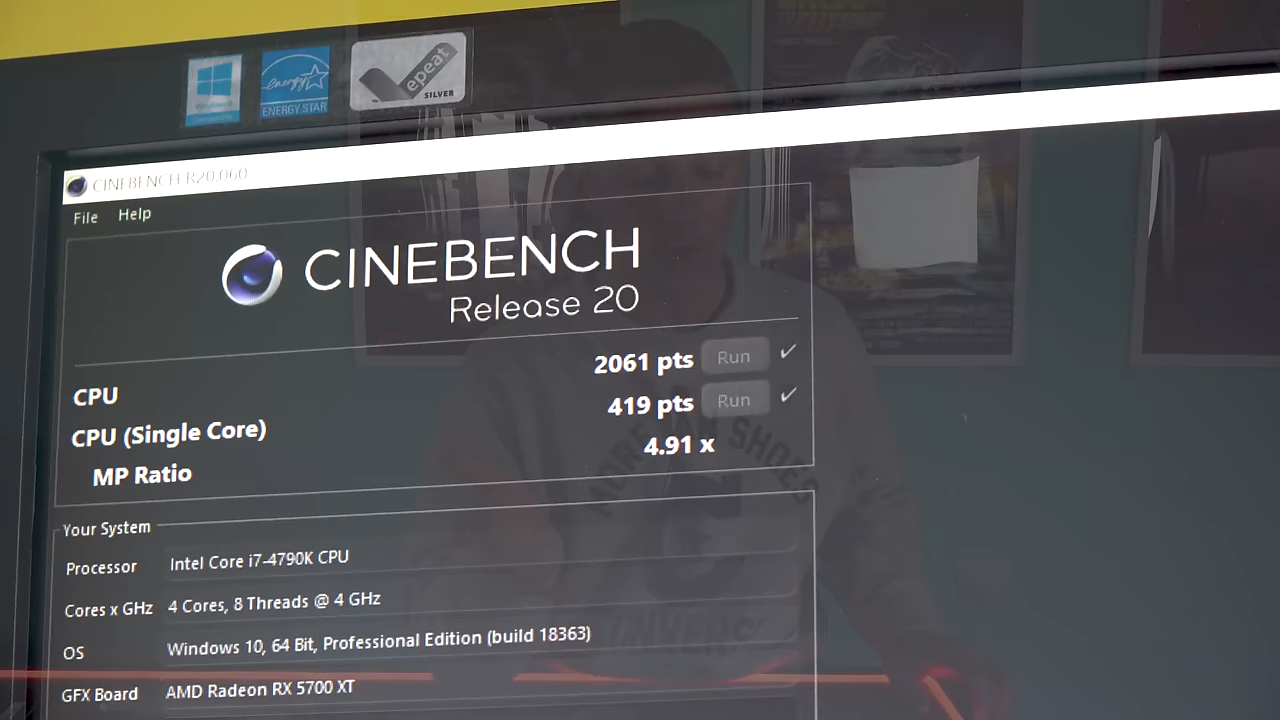 energy
ENERGY STAR
epeat
SILVER
CINEBENCH R20.060
File Help
CINEBENCH
Release 20
CPU 2061 pts Run
CPU (Single Core) 419 pts Run
MP Ratio 4.91 x
Your System
Processor Intel Core i7-4790K CPU
Cores x GHz 4 Cores, 8 Threads @ 4 GHz
OS Windows 10, 64 Bit, Professional Edition (build 18363)
GFX Board AMD Radeon RX 5700 XT